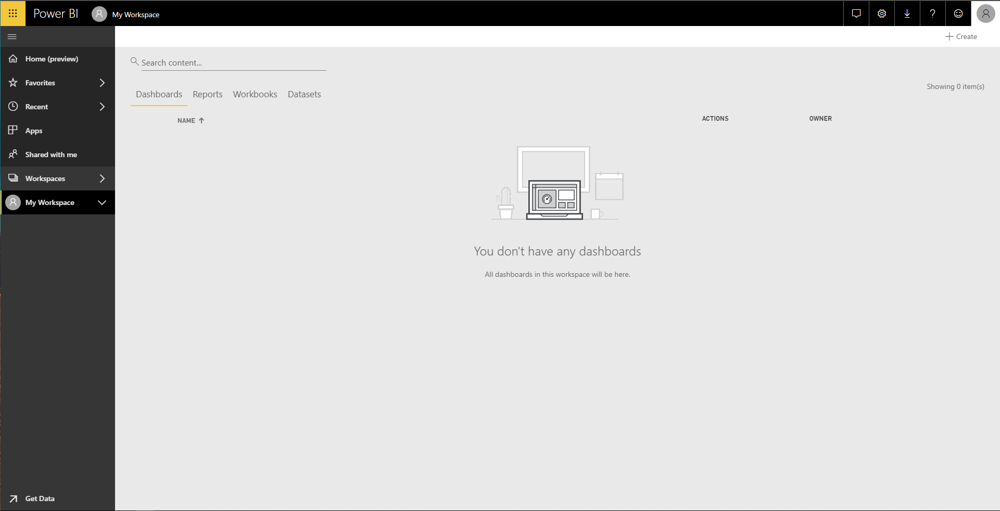 Power BI
My Workspace
Create
Home (preview)
Favorites
Recent
Apps
Shared with me
Workspaces
My Workspace
Get Data
Search content...
Dashboards Reports Workbooks Datasets
Showing 0 item(s)
NAME ACTIONS OWNER
You don't have any dashboards
All dashboards in this workspace will be here.